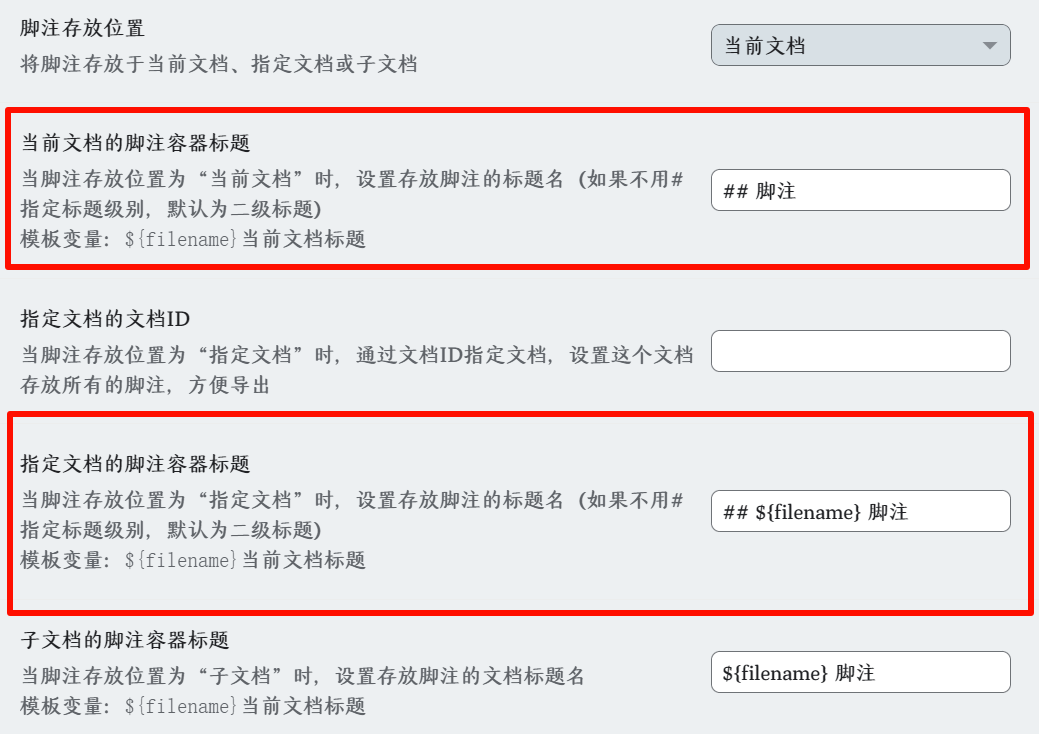 脚注存放位置
将脚注存放于当前文档、指定文档或子文档
当前文档
当前文档的脚注容器标题
当脚注存放位置为“当前文档”时，设置存放脚注的标题名（如果不用#
指定标题级别，默认为二级标题）
模板变量：${filename}当前文档标题
## 脚注
指定文档的文档ID
当脚注存放位置为“指定文档”时，通过文档ID指定文档，设置这个文档
存放所有的脚注，方便导出
指定文档的脚注容器标题
当脚注存放位置为“指定文档”时，设置存放脚注的标题名（如果不用#
指定标题级别，默认为二级标题）
模板变量：${filename}当前文档标题
## ${filename} 脚注
子文档的脚注容器标题
当脚注存放位置为“子文档”时，设置存放脚注的文档标题名
模板变量：${filename}当前文档标题
${filename} 脚注